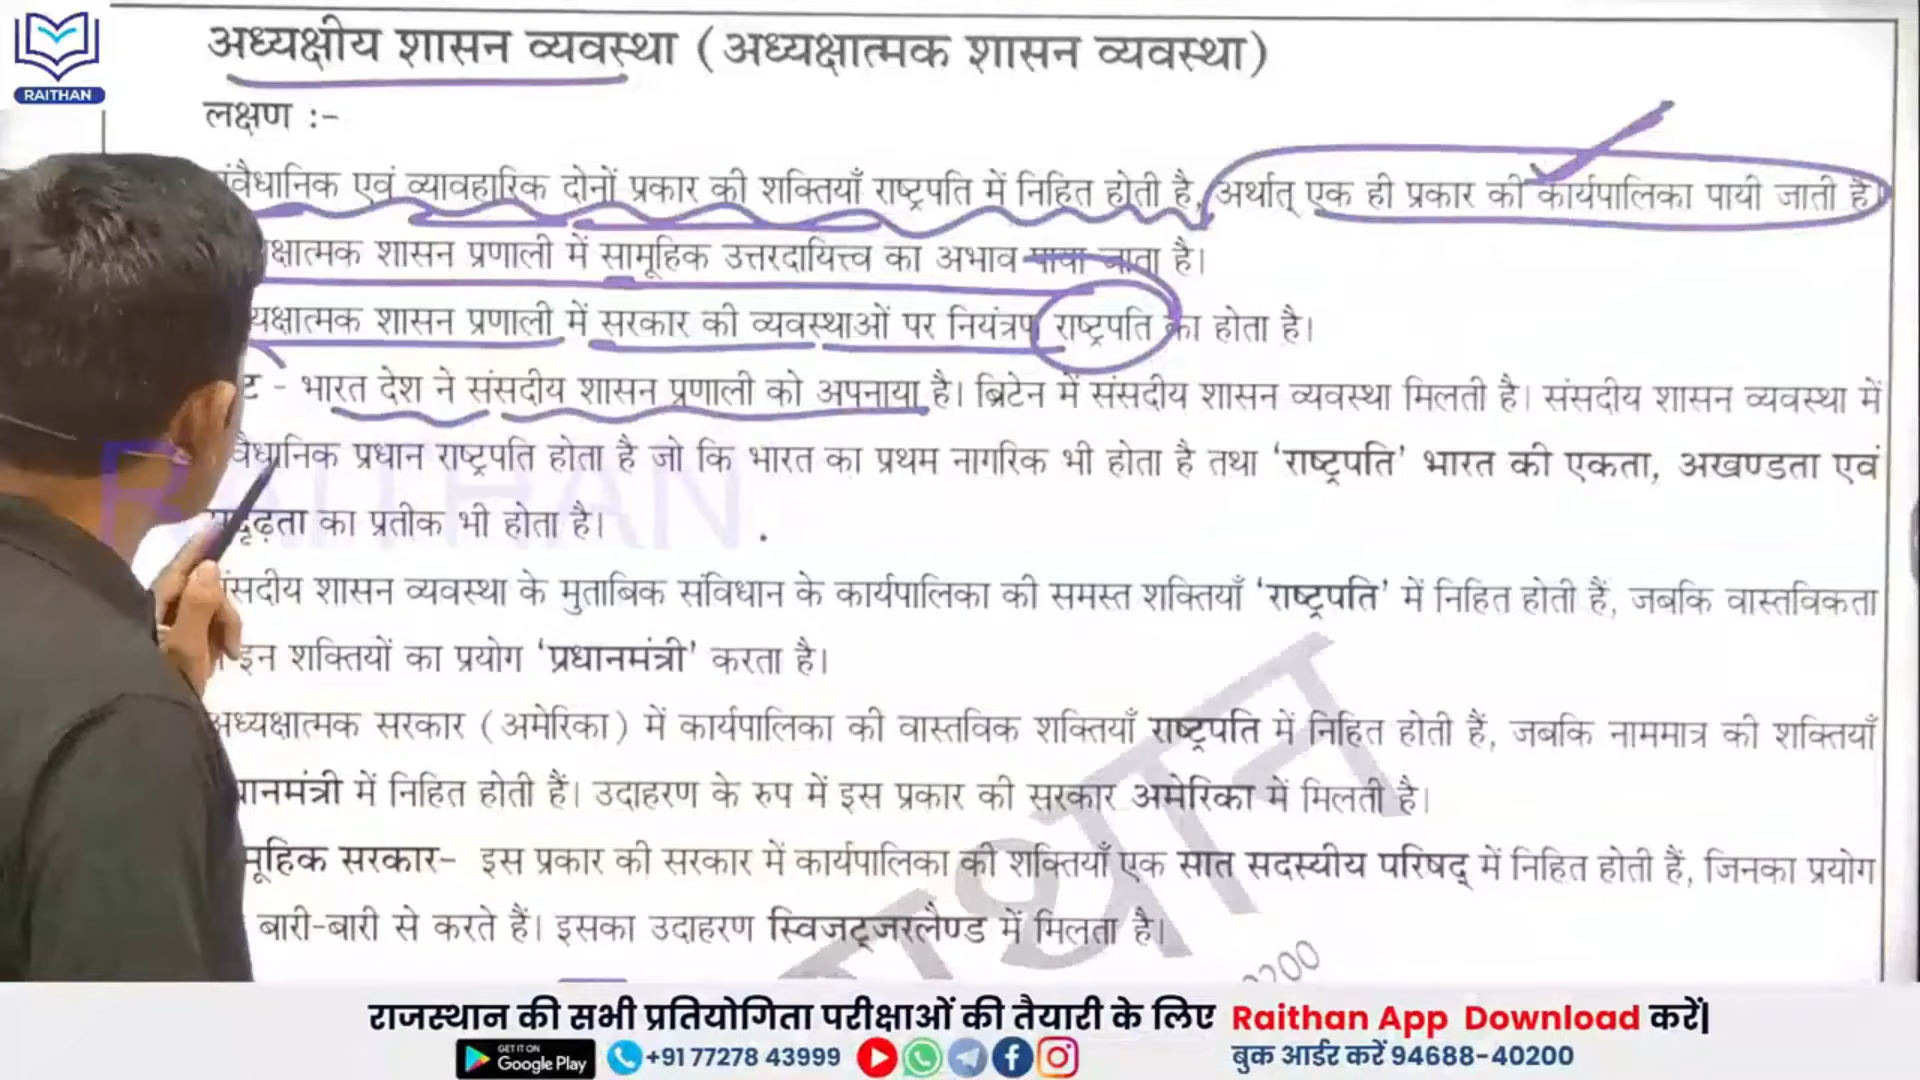 RAITHAN
अध्यक्षीय शासन व्यवस्था (अध्यक्षात्मक शासन व्यवस्था)
लक्षण :-
एवं व्यावहारिक दोनों प्रकार की शक्तियाँ राष्ट्रपति में निहित होती है, अर्थात् एक ही प्रकार की कार्यपालिका पायी जाती है।
शासन प्रणाली में सामूहिक उत्तरदायित्त्व का अभाव पाया जाता है।
शासन प्रणाली में सरकार की व्यवस्थाओं पर नियंत्रण राष्ट्रपति का होता है।
- भारत देश ने संसदीय शासन प्रणाली को अपनाया है। ब्रिटेन में संसदीय शासन व्यवस्था मिलती है। संसदीय शासन व्यवस्था में
प्रधान राष्ट्रपति होता है जो कि भारत का प्रथम नागरिक भी होता है तथा ‘राष्ट्रपति’ भारत की एकता, अखण्डता एवं
का प्रतीक भी होता है।
शासन व्यवस्था के मुताबिक संविधान के कार्यपालिका की समस्त शक्तियाँ ‘राष्ट्रपति’ में निहित होती हैं, जबकि वास्तविकता
इन शक्तियों का प्रयोग ‘प्रधानमंत्री’ करता है।
अध्यक्षात्मक सरकार (अमेरिका) में कार्यपालिका की वास्तविक शक्तियाँ राष्ट्रपति में निहित होती हैं, जबकि नाममात्र की शक्तियाँ
में निहित होती हैं। उदाहरण के रुप में इस प्रकार की सरकार अमेरिका में मिलती है।
सरकार- इस प्रकार की सरकार में कार्यपालिका की शक्तियाँ एक सात सदस्यीय परिषद् में निहित होती हैं, जिनका प्रयोग
बारी-बारी से करते हैं। इसका उदाहरण स्विजट्जरलैण्ड में मिलता है।
RAITHAN
राजस्थान की सभी प्रतियोगिता परीक्षाओं की तैयारी के लिए Raithan App Download करें|
GET IT ON Google Play +91 77278 43999 बुक आर्डर करें 94688-40200